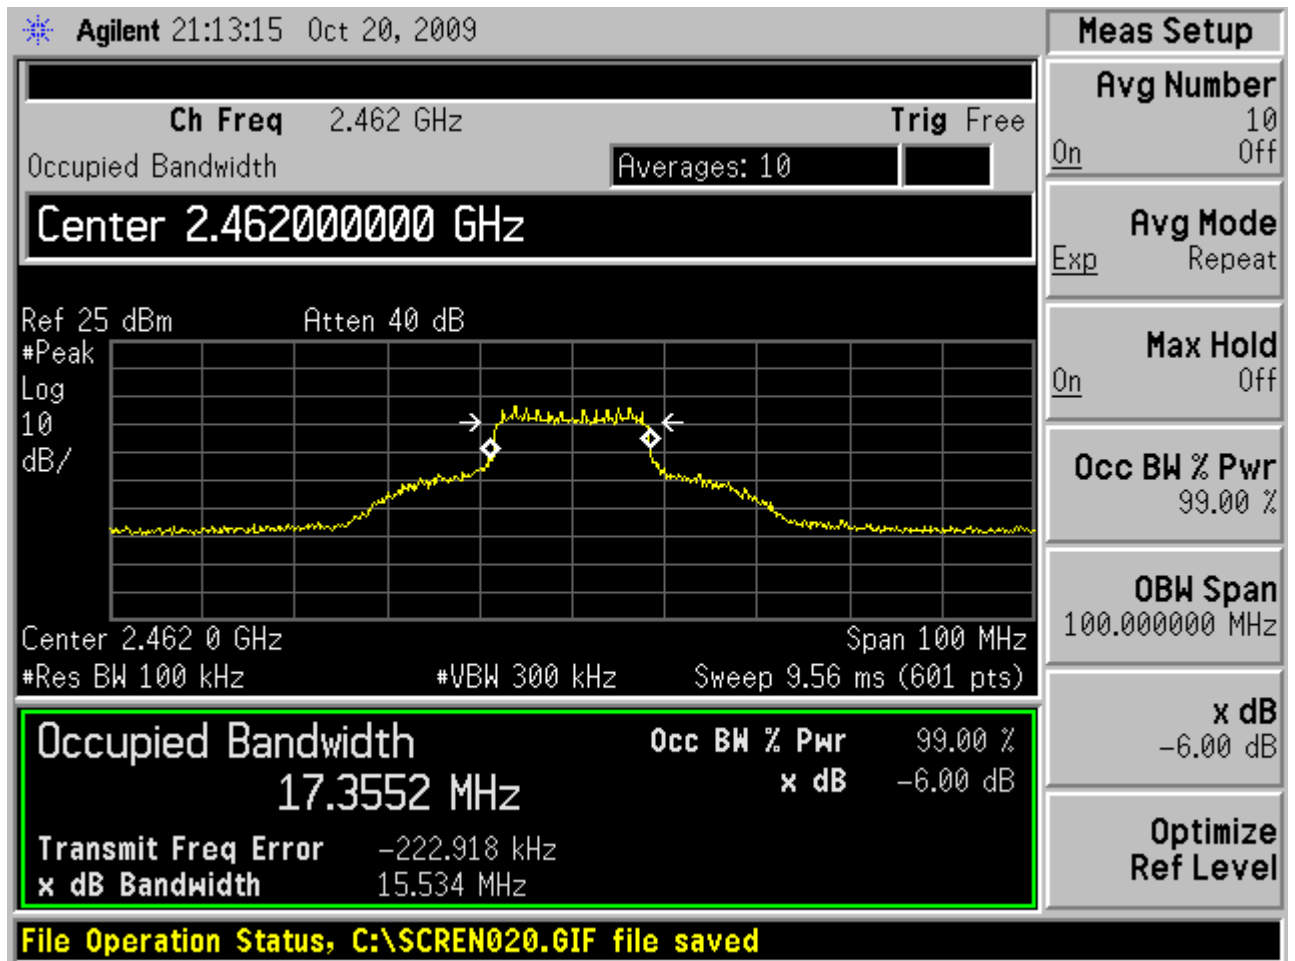 Agilent 21:13:15 Oct 20, 2009
Meas Setup
Ch Freq 2.462 GHz Trig Free
Occupied Bandwidth Averages: 10
Center 2.462000000 GHz
Ref 25 dBm Atten 40 dB
#Peak
Log
10
dB/
Center 2.462 0 GHz Span 100 MHz
#Res BW 100 kHz #VBW 300 kHz Sweep 9.56 ms (601 pts)
Occupied Bandwidth Occ BW % Pwr 99.00 %
17.3552 MHz x dB -6.00 dB
Transmit Freq Error -222.918 kHz
x dB Bandwidth 15.534 MHz
Avg Number
10
On Off
Avg Mode
Exp Repeat
Max Hold
On Off
Occ BW % Pwr
99.00 %
OBW Span
100.000000 MHz
x dB
-6.00 dB
Optimize
Ref Level
File Operation Status, C:\SCREN020.GIF file saved